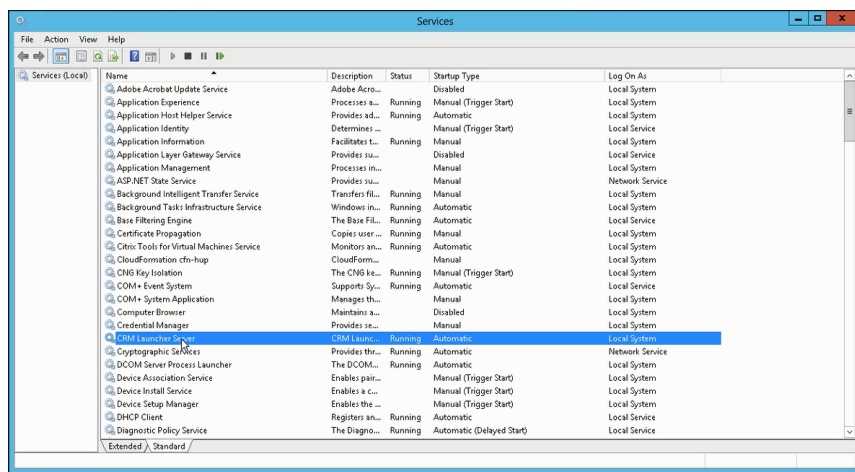 Services
File Action View Help
Services (Local)
Name Description Status Startup Type Log On As
Adobe Acrobat Update Service Adobe Acro... Disabled Local System
Application Experience Processes a... Running Manual (Trigger Start) Local System
Application Host Helper Service Provides ad... Running Automatic Local System
Application Identity Determines ... Manual (Trigger Start) Local Service
Application Information Facilitates t... Running Manual Local System
Application Layer Gateway Service Provides su... Disabled Local Service
Application Management Processes in... Manual Local System
ASP.NET State Service Provides su... Manual Network Service
Background Intelligent Transfer Service Transfers fil... Running Manual Local System
Background Tasks Infrastructure Service Windows in... Running Automatic Local System
Base Filtering Engine The Base Fil... Running Automatic Local Service
Certificate Propagation Copies user ... Running Manual Local System
Citrix Tools for Virtual Machines Service Monitors an... Running Automatic Local System
CloudFormation cfn-hup CloudForm... Manual Local System
CNG Key Isolation The CNG ke... Running Manual (Trigger Start) Local System
COM+ Event System Supports Sy... Running Automatic Local Service
COM+ System Application Manages th... Manual Local System
Computer Browser Maintains a... Disabled Local System
Credential Manager Provides se... Manual Local System
CRM Launcher Server CRM Launc... Running Automatic Local System
Cryptographic Services Provides thr... Running Automatic Network Service
DCOM Server Process Launcher The DCOM... Running Automatic Local System
Device Association Service Enables pair... Manual (Trigger Start) Local System
Device Install Service Enables a c... Manual (Trigger Start) Local System
Device Setup Manager Enables the ... Manual (Trigger Start) Local System
DHCP Client Registers an... Running Automatic Local Service
Diagnostic Policy Service The Diagno... Running Automatic (Delayed Start) Local Service
Extended Standard